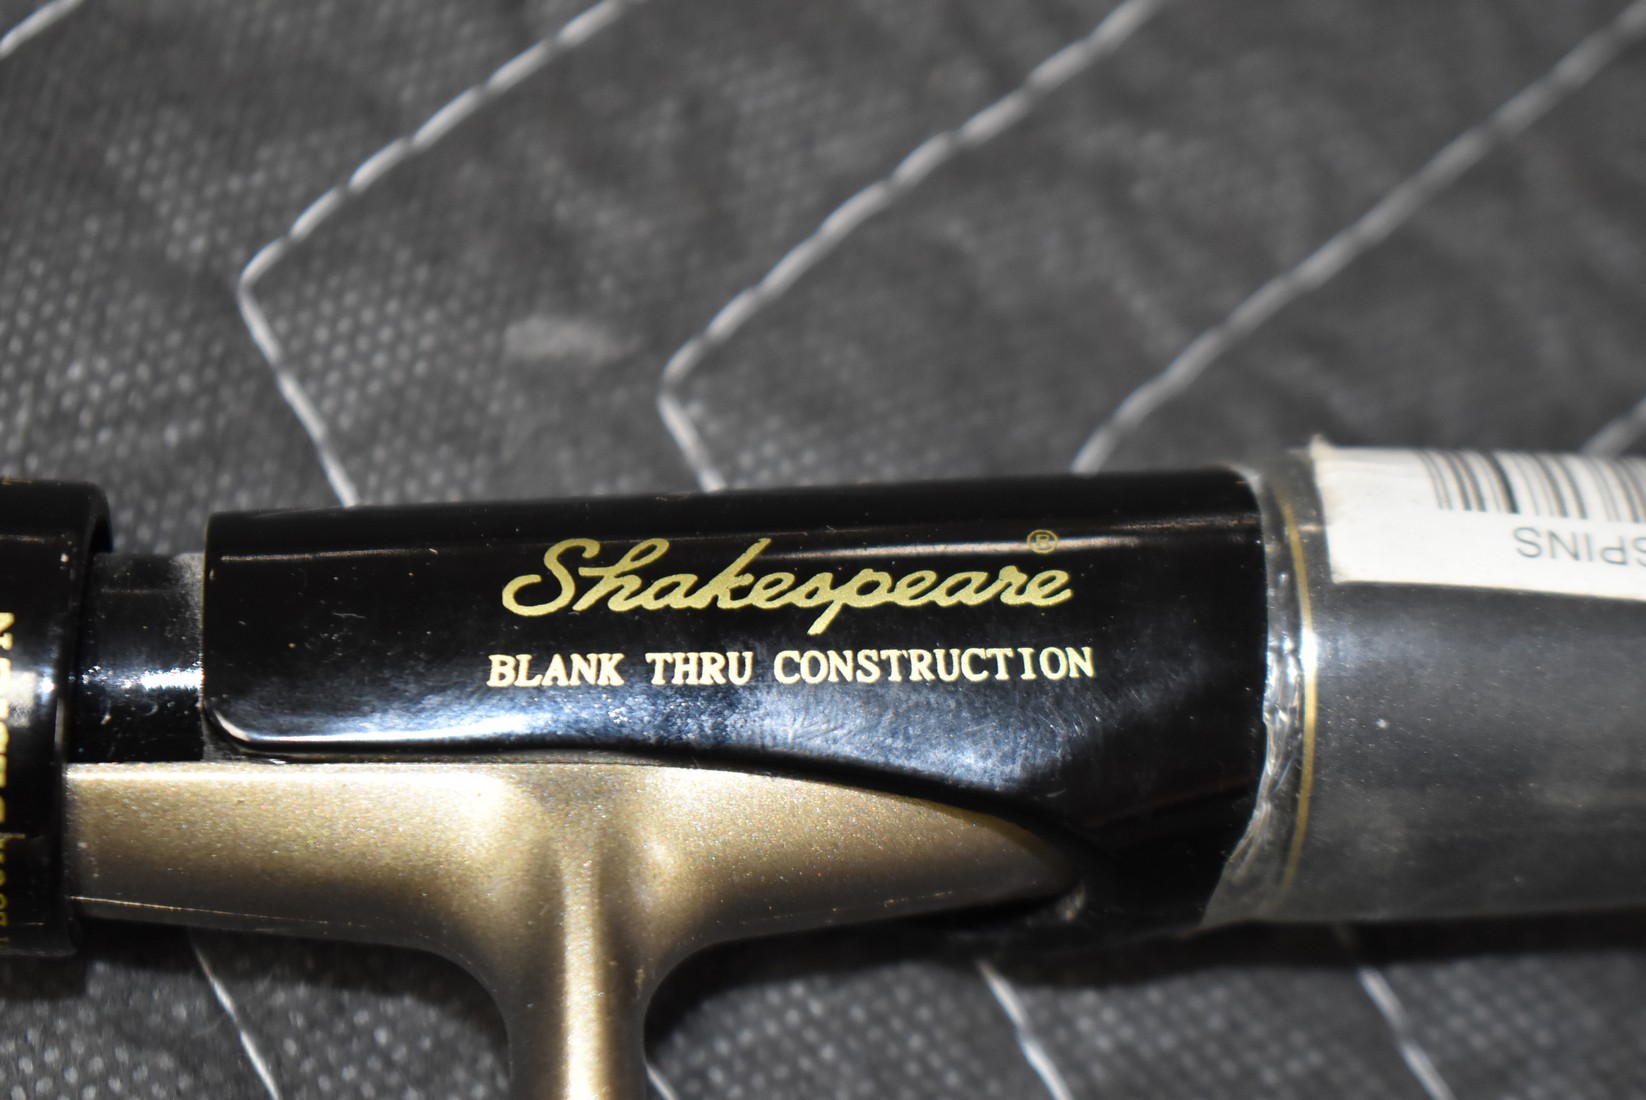 Shakespeare®
BLANK THRU CONSTRUCTION
SPINS